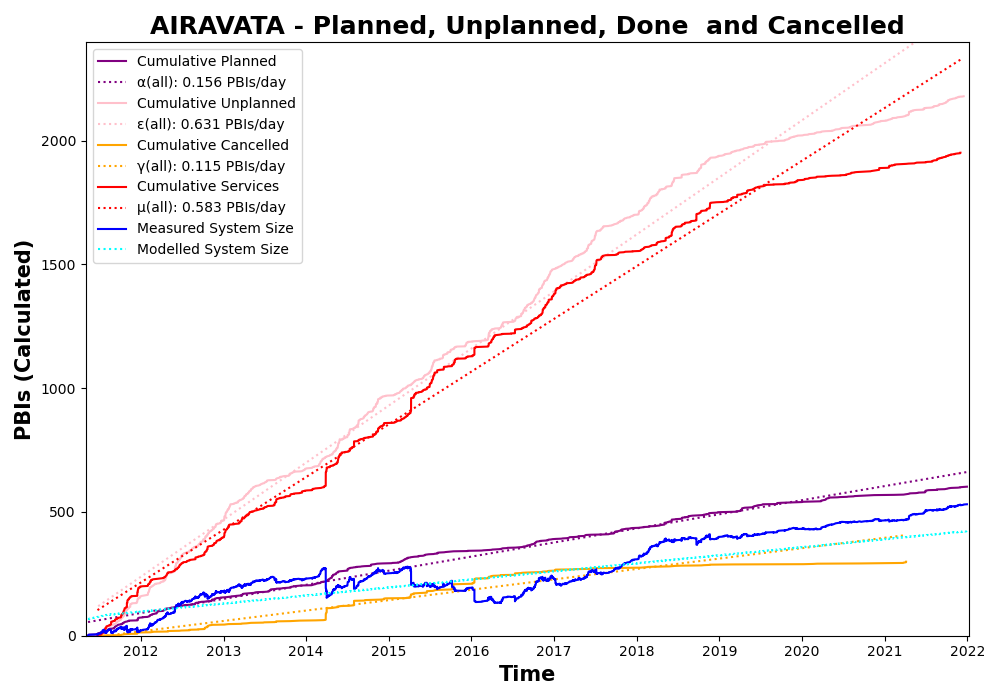 AIRAVATA - Planned, Unplanned, Done  and Cancelled
Cumulative Planned
α(all): 0.156 PBIs/day
Cumulative Unplanned
ε(all): 0.631 PBIs/day
Cumulative Cancelled
γ(all): 0.115 PBIs/day
Cumulative Services
μ(all): 0.583 PBIs/day
Measured System Size
Modelled System Size
PBIs (Calculated)
2000
1500
1000
500
0
2012 2013 2014 2015 2016 2017 2018 2019 2020 2021 2022
Time